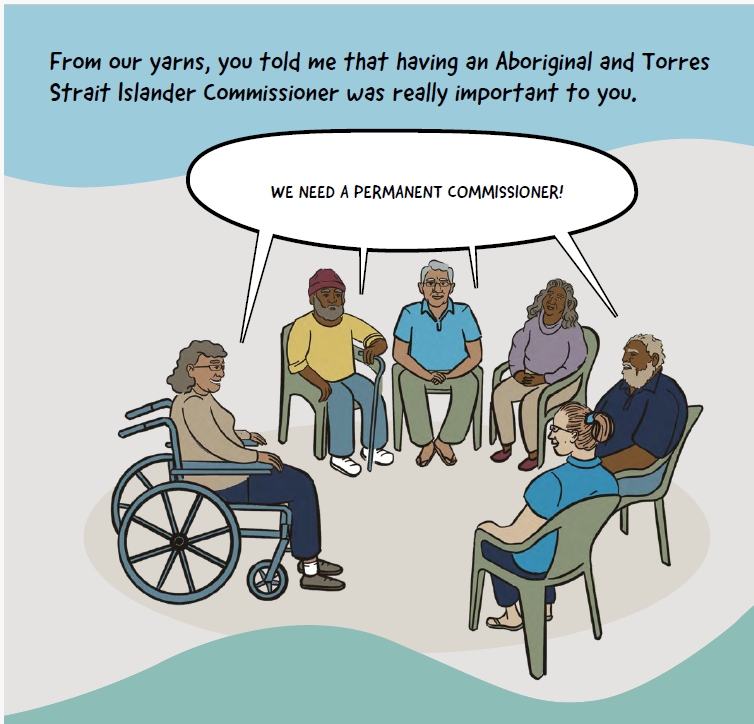 From our yarns, you told me that having an Aboriginal and Torres
Strait Islander Commissioner was really important to you.
WE NEED A PERMANENT COMMISSIONER!